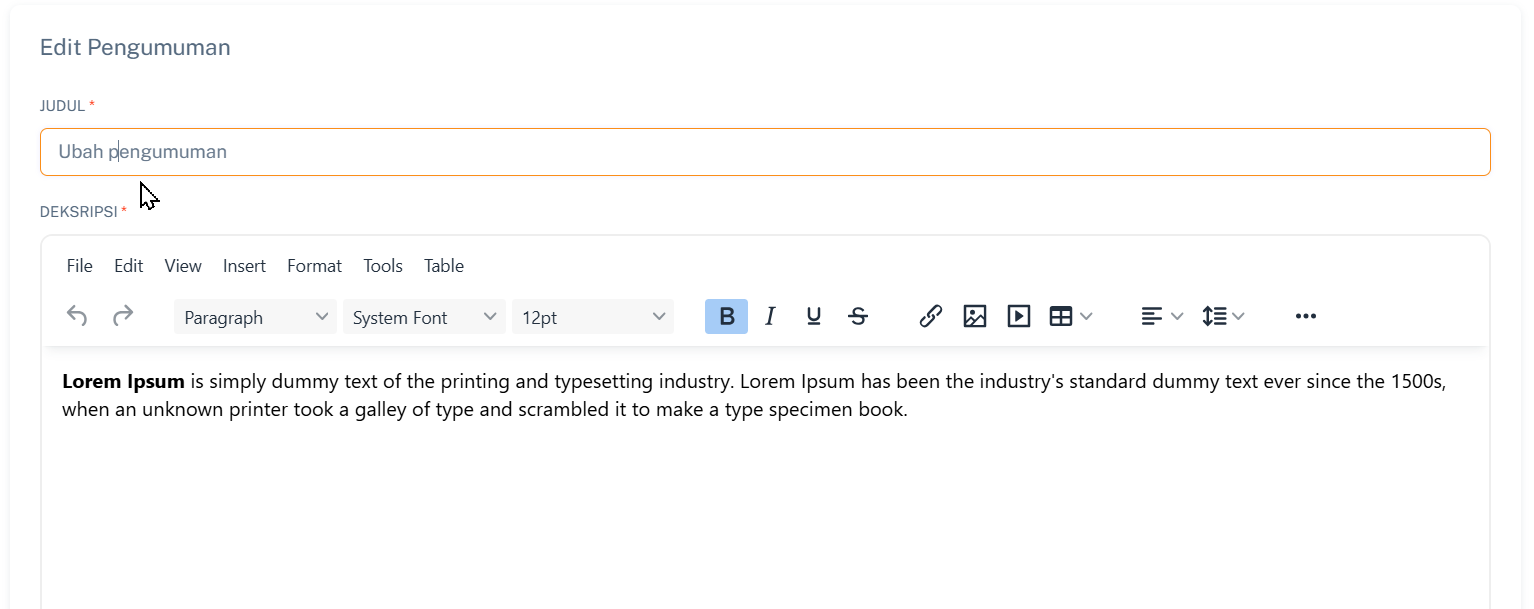 Edit Pengumuman
JUDUL *
Ubah pengumuman
DEKSRIPSI *
File Edit View Insert Format Tools Table
Paragraph System Font 12pt B I U S
Lorem Ipsum is simply dummy text of the printing and typesetting industry. Lorem Ipsum has been the industry's standard dummy text ever since the 1500s,
when an unknown printer took a galley of type and scrambled it to make a type specimen book.